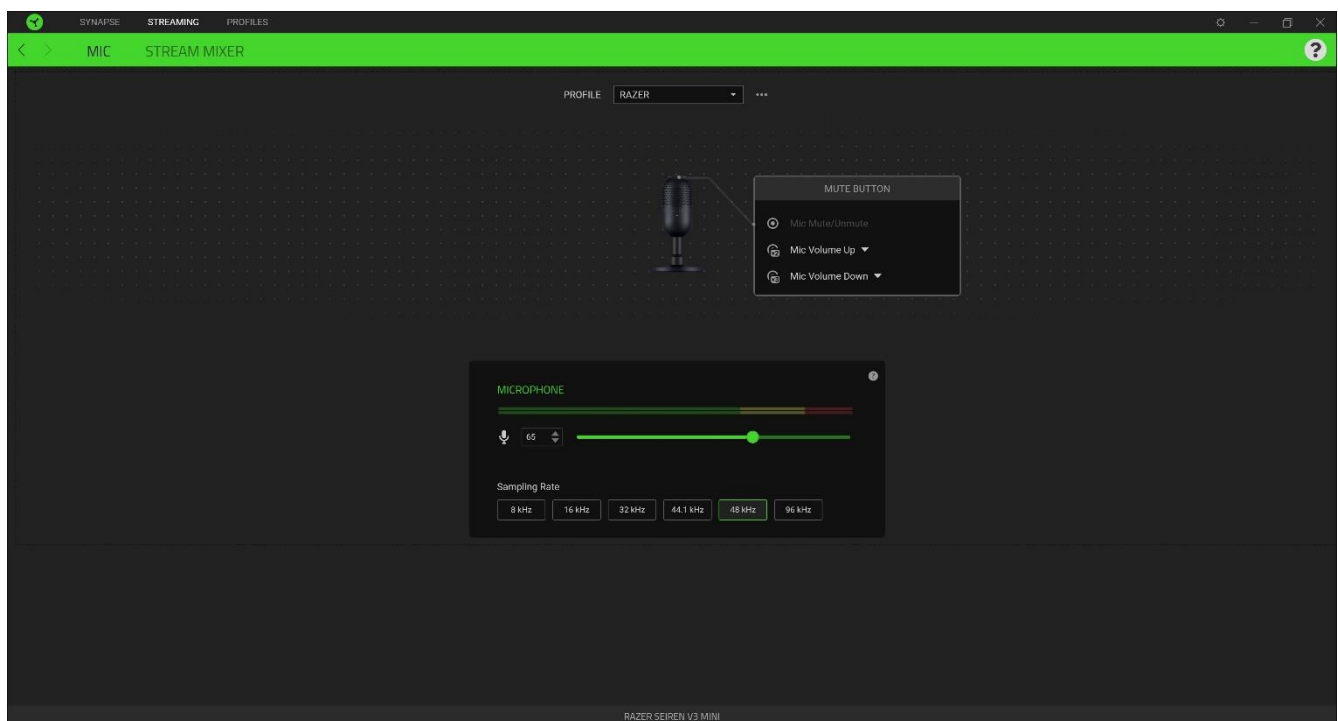 SYNAPSE STREAMING PROFILES
MIC STREAM MIXER ?
PROFILE RAZER
MUTE BUTTON
Mic Mute/Unmute
Mic Volume Up
Mic Volume Down
MICROPHONE ?
65
Sampling Rate
8 kHz 16 kHz 32 kHz 44.1 kHz 48 kHz 96 kHz
RAZER SEIREN V3 MINI